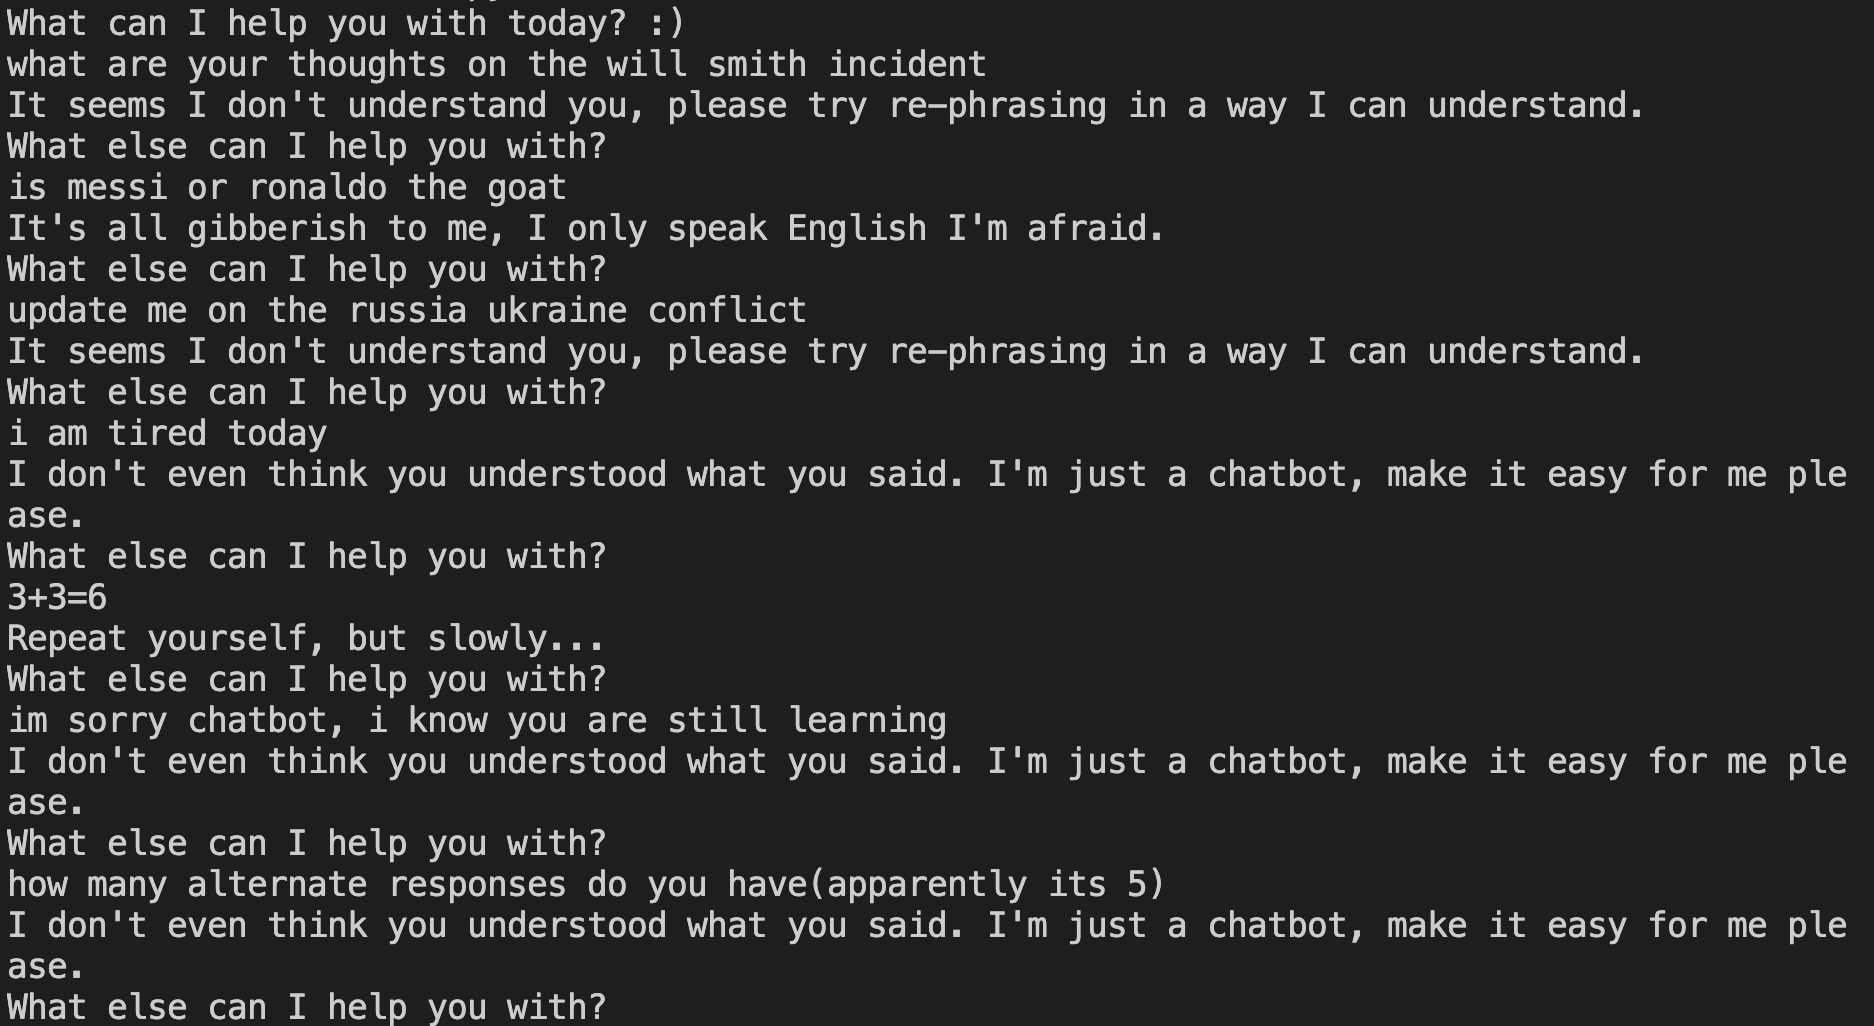 What can I help you with today? :)
what are your thoughts on the will smith incident
It seems I don't understand you, please try re-phrasing in a way I can understand.
What else can I help you with?
is messi or ronaldo the goat
It's all gibberish to me, I only speak English I'm afraid.
What else can I help you with?
update me on the russia ukraine conflict
It seems I don't understand you, please try re-phrasing in a way I can understand.
What else can I help you with?
i am tired today
I don't even think you understood what you said. I'm just a chatbot, make it easy for me ple
ase.
What else can I help you with?
3+3=6
Repeat yourself, but slowly...
What else can I help you with?
im sorry chatbot, i know you are still learning
I don't even think you understood what you said. I'm just a chatbot, make it easy for me ple
ase.
What else can I help you with?
how many alternate responses do you have(apparently its 5)
I don't even think you understood what you said. I'm just a chatbot, make it easy for me ple
ase.
What else can I help you with?